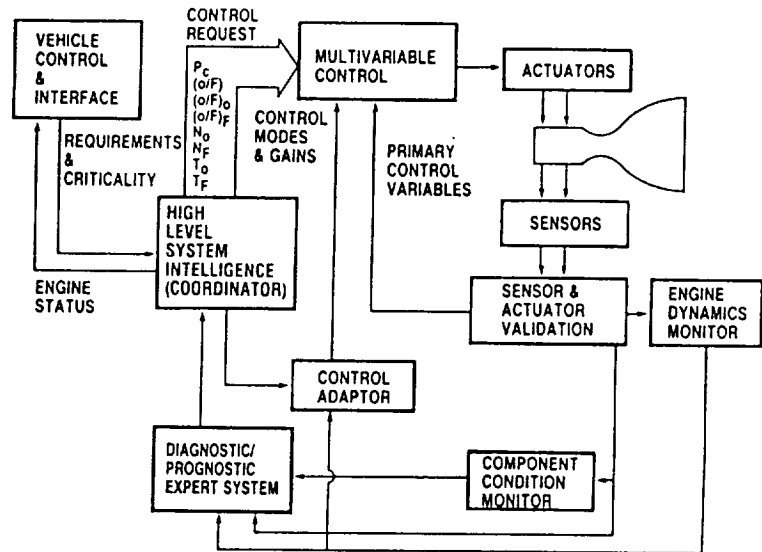 VEHICLE
CONTROL
&
INTERFACE
CONTROL
REQUEST
Pc
(o/F)
(o/F)o
(o/F)F
No
NF
To
TF
MULTIVARIABLE
CONTROL
ACTUATORS
CONTROL
MODES
& GAINS
REQUIREMENTS
&
CRITICALITY
PRIMARY
CONTROL
VARIABLES
SENSORS
HIGH
LEVEL
SYSTEM
INTELLIGENCE
(COORDINATOR)
ENGINE
STATUS
SENSOR &
ACTUATOR
VALIDATION
ENGINE
DYNAMICS
MONITOR
CONTROL
ADAPTOR
DIAGNOSTIC/
PROGNOSTIC
EXPERT SYSTEM
COMPONENT
CONDITION
MONITOR